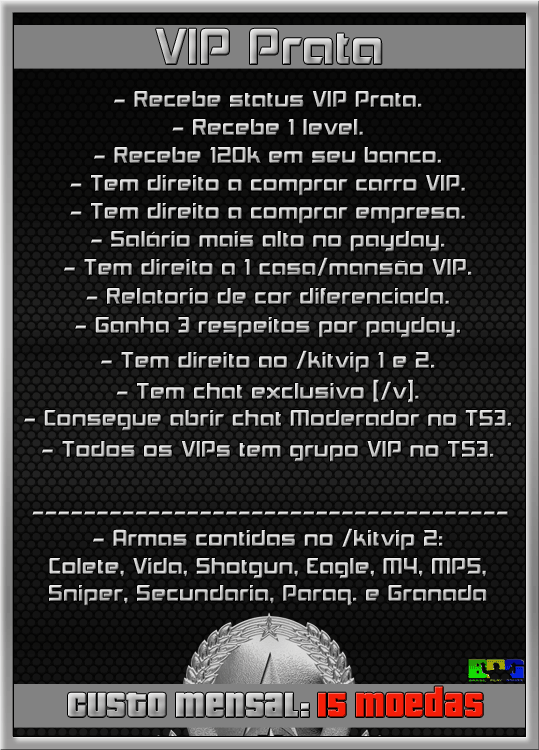 VIP Prata
- Recebe status VIP Prata.
- Recebe 1 level.
- Recebe 120k em seu banco.
- Tem direito a comprar carro VIP.
- Tem direito a comprar empresa.
- Salário mais alto no payday.
- Tem direito a 1 casa/mansão VIP.
- Relatorio de cor diferenciada.
- Ganha 3 respeitos por payday.
- Tem direito ao /kitvip 1 e 2.
- Tem chat exclusivo [/v].
- Consegue abrir chat Moderador no TS3.
- Todos os VIPs tem grupo VIP no TS3.
--------------------------------------
- Armas contidas no /kitvip 2:
Colete, Vida, Shotgun, Eagle, M4, MP5,
Sniper, Secundaria, Paraq. e Granada
Custo mensal: 15 moedas